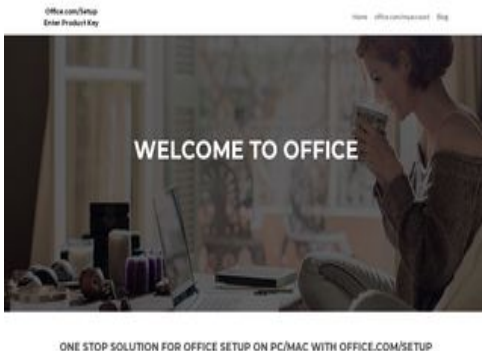 Office.com/Setup
Enter Product Key
Home office.com/myaccount Blog
WELCOME TO OFFICE
ONE STOP SOLUTION FOR OFFICE SETUP ON PC/MAC WITH OFFICE.COM/SETUP